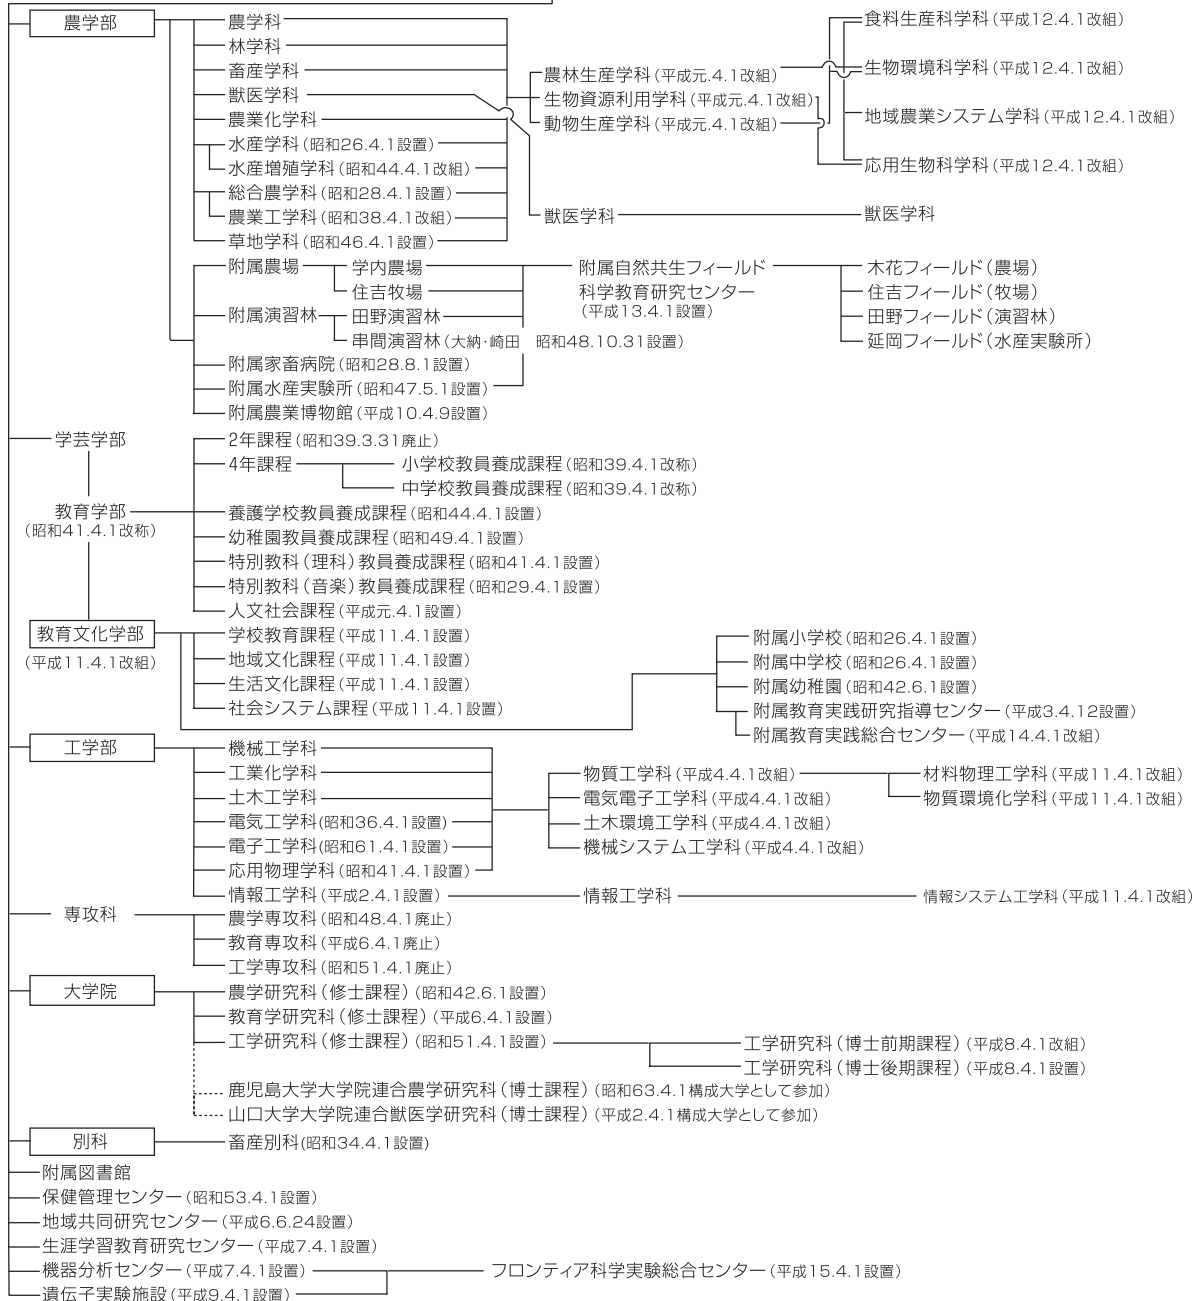 農学部
農学科
林学科
畜産学科
獣医学科
農業化学科
水産学科（昭和26.4.1設置）
水産増殖学科（昭和44.4.1改組）
総合農学科（昭和28.4.1設置）
農業工学科（昭和38.4.1改組）
草地学科（昭和46.4.1設置）
農林生産学科（平成元.4.1改組）
生物資源利用学科（平成元.4.1改組）
動物生産学科（平成元.4.1改組）
獣医学科
食料生産科学科（平成12.4.1改組）
生物環境科学科（平成12.4.1改組）
地域農業システム学科（平成12.4.1改組）
応用生物科学科（平成12.4.1改組）
獣医学科
附属農場
学内農場
住吉牧場
附属演習林
田野演習林
串間演習林（大納・崎田　昭和48.10.31設置）
附属家畜病院（昭和28.8.1設置）
附属水産実験所（昭和47.5.1設置）
附属農業博物館（平成10.4.9設置）
附属自然共生フィールド
科学教育研究センター
（平成13.4.1設置）
木花フィールド（農場）
住吉フィールド（牧場）
田野フィールド（演習林）
延岡フィールド（水産実験所）
学芸学部
2年課程（昭和39.3.31廃止）
4年課程
小学校教員養成課程（昭和39.4.1改称）
中学校教員養成課程（昭和39.4.1改称）
教育学部
（昭和41.4.1改称）
養護学校教員養成課程（昭和44.4.1設置）
幼稚園教員養成課程（昭和49.4.1設置）
特別教科（理科）教員養成課程（昭和41.4.1設置）
特別教科（音楽）教員養成課程（昭和29.4.1設置）
人文社会課程（平成元.4.1設置）
教育文化学部
（平成11.4.1改組）
学校教育課程（平成11.4.1設置）
地域文化課程（平成11.4.1設置）
生活文化課程（平成11.4.1設置）
社会システム課程（平成11.4.1設置）
附属小学校（昭和26.4.1設置）
附属中学校（昭和26.4.1設置）
附属幼稚園（昭和42.6.1設置）
附属教育実践研究指導センター（平成3.4.12設置）
附属教育実践総合センター（平成14.4.1改組）
工学部
機械工学科
工業化学科
土木工学科
電気工学科(昭和36.4.1設置)
電子工学科(昭和61.4.1設置)
応用物理学科（昭和41.4.1設置）
情報工学科（平成2.4.1設置）
物質工学科（平成4.4.1改組）
電気電子工学科（平成4.4.1改組）
土木環境工学科（平成4.4.1改組）
機械システム工学科（平成4.4.1改組）
情報工学科
材料物理工学科（平成11.4.1改組）
物質環境化学科（平成11.4.1改組）
情報システム工学科（平成11.4.1改組）
専攻科
農学専攻科（昭和48.4.1廃止）
教育専攻科（平成6.4.1廃止）
工学専攻科（昭和51.4.1廃止）
大学院
農学研究科（修士課程）（昭和42.6.1設置）
教育学研究科（修士課程）（平成6.4.1設置）
工学研究科（修士課程）（昭和51.4.1設置）
工学研究科（博士前期課程）（平成8.4.1改組）
工学研究科（博士後期課程）（平成8.4.1設置）
鹿児島大学大学院連合農学研究科（博士課程）（昭和63.4.1構成大学として参加）
山口大学大学院連合獣医学研究科（博士課程）（平成2.4.1構成大学として参加）
別科
畜産別科(昭和34.4.1設置)
附属図書館
保健管理センター（昭和53.4.1設置）
地域共同研究センター（平成6.6.24設置）
生涯学習教育研究センター（平成7.4.1設置）
機器分析センター（平成7.4.1設置）
フロンティア科学実験総合センター（平成15.4.1設置）
遺伝子実験施設（平成9.4.1設置）